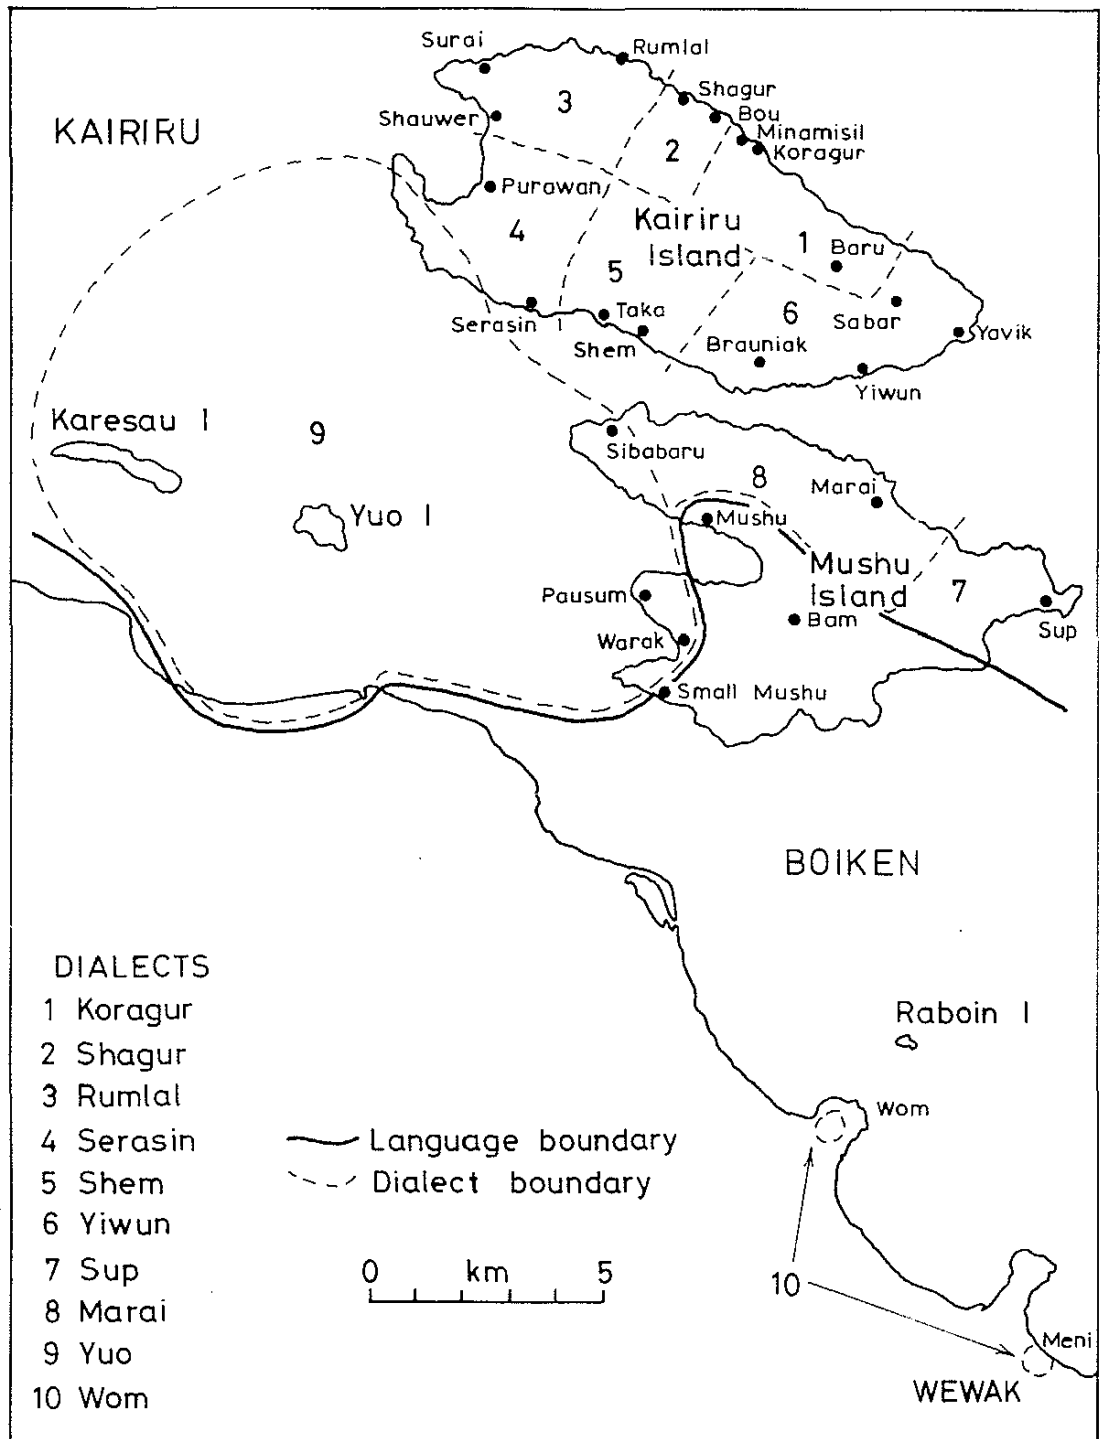 Surai
Rumlal
KAIRIRU
3
Shagur
Shauwer
Bou
Minamisil
2
Koragur
Purawan
4
Kairiru
Island
1
Baru
5
Serasin
Taka
6
Sabar
Shem
Brauniak
Yavik
Yiwun
Karesau I
9
Sibabaru
8
Marai
Yuo I
Mushu
Mushu
Island
7
Pausum
Bam
Sup
Warak
Small Mushu
BOIKEN
DIALECTS
1 Koragur
2 Shagur
3 Rumlal
4 Serasin
5 Shem
6 Yiwun
7 Sup
8 Marai
9 Yuo
10 Wom
Language boundary
Dialect boundary
0 km 5
Raboin I
Wom
10
Meni
WEWAK